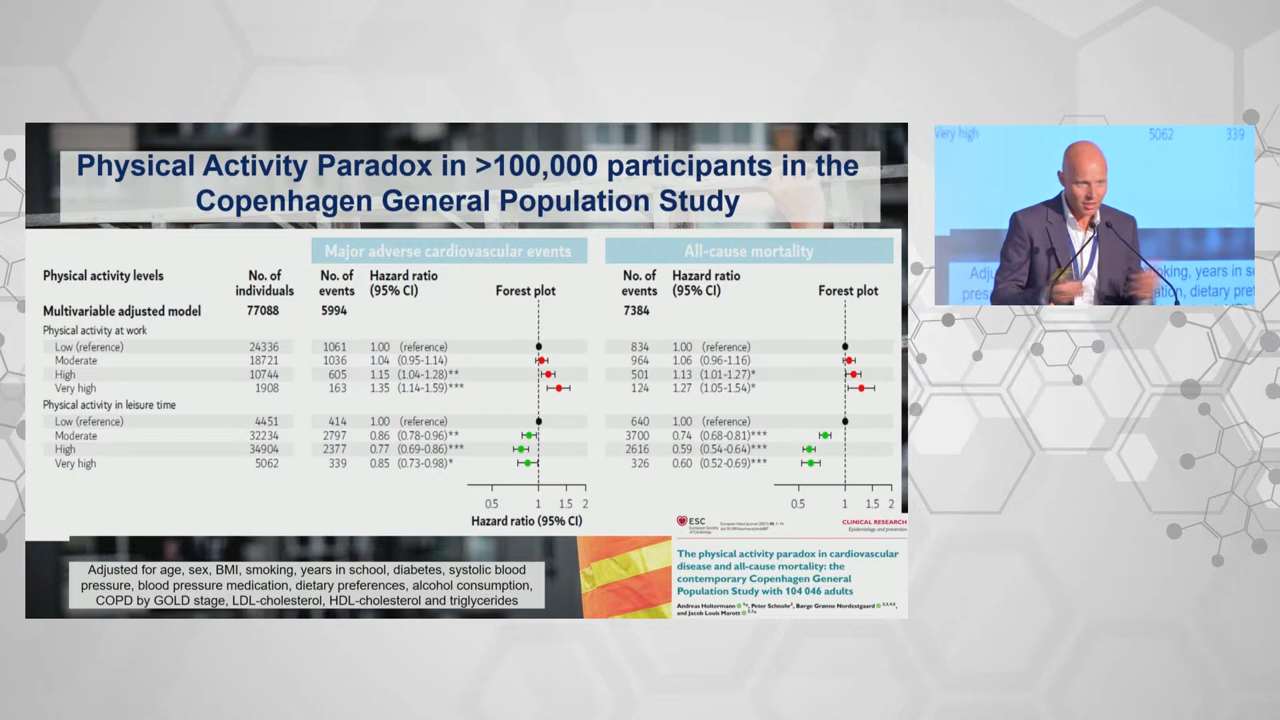 Physical Activity Paradox in >100,000 participants in the
Copenhagen General Population Study
Major adverse cardiovascular events All-cause mortality
Physical activity levels No. of individuals No. of events Hazard ratio (95% CI) Forest plot No. of events Hazard ratio (95% CI) Forest plot
Multivariable adjusted model 77088 5994 7384
Physical activity at work
Low (reference) 24336 1061 1.00 (reference) 834 1.00 (reference)
Moderate 18721 1036 1.04 (0.95-1.14) 964 1.06 (0.96-1.16)
High 10744 605 1.15 (1.04-1.28)** 501 1.13 (1.01-1.27)*
Very high 1908 163 1.35 (1.14-1.59)*** 124 1.27 (1.05-1.54)*
Physical activity in leisure time
Low (reference) 4451 414 1.00 (reference) 640 1.00 (reference)
Moderate 32234 2797 0.86 (0.78-0.96)** 3700 0.74 (0.68-0.81)***
High 34904 2377 0.77 (0.69-0.86)*** 2616 0.59 (0.54-0.64)***
Very high 5062 339 0.85 (0.73-0.98)* 326 0.60 (0.52-0.69)***
0.5 1 1.5 2 0.5 1 1.5 2
Hazard ratio (95% CI)
ESC
European Society
of Cardiology
CLINICAL RESEARCH
Epidemiology and prevention
The physical activity paradox in cardiovascular
disease and all-cause mortality: the
contemporary Copenhagen General
Population Study with 104 046 adults
Andreas Holtermann, Peter Schnohr, Børge Grønne Nordestgaard,
and Jacob Louis Marott
Adjusted for age, sex, BMI, smoking, years in school, diabetes, systolic blood
pressure, blood pressure medication, dietary preferences, alcohol consumption,
COPD by GOLD stage, LDL-cholesterol, HDL-cholesterol and triglycerides
Very high 5062 339
Adju oking, years in s
pres ation, dietary pref